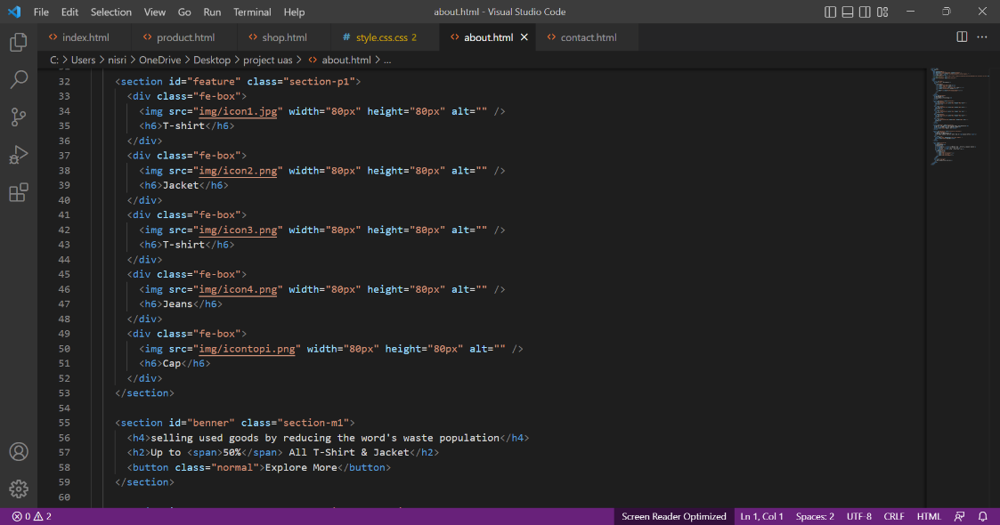 File Edit Selection View Go Run Terminal Help about.html - Visual Studio Code
<> index.html <> product.html <> shop.html # style.css.css 2 <> about.html × <> contact.html ...
C: > Users > nisri > OneDrive > Desktop > project uas > <> about.html > ...
32 <section id="feature" class="section-p1">
33 <div class="fe-box">
34 <img src="img/icon1.jpg" width="80px" height="80px" alt="" />
35 <h6>T-shirt</h6>
36 </div>
37 <div class="fe-box">
38 <img src="img/icon2.png" width="80px" height="80px" alt="" />
39 <h6>Jacket</h6>
40 </div>
41 <div class="fe-box">
42 <img src="img/icon3.png" width="80px" height="80px" alt="" />
43 <h6>T-shirt</h6>
44 </div>
45 <div class="fe-box">
46 <img src="img/icon4.png" width="80px" height="80px" alt="" />
47 <h6>Jeans</h6>
48 </div>
49 <div class="fe-box">
50 <img src="img/icontopi.png" width="80px" height="80px" alt="" />
51 <h6>Cap</h6>
52 </div>
53 </section>
54
55 <section id="benner" class="section-m1">
56 <h4>selling used goods by reducing the word's waste population</h4>
57 <h2>Up to <span>50%</span> All T-Shirt & Jacket</h2>
58 <button class="normal">Explore More</button>
59 </section>
60
0 2 Screen Reader Optimized Ln 1, Col 1 Spaces: 2 UTF-8 CRLF HTML